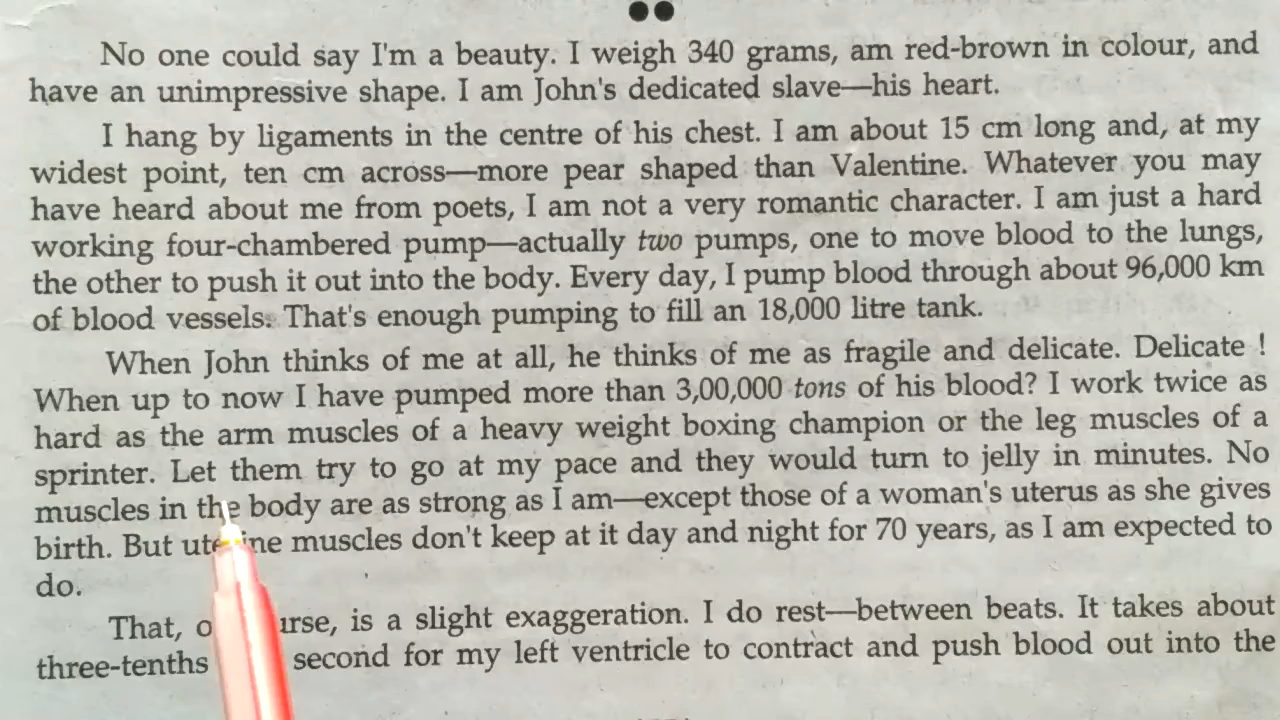 No one could say I'm a beauty. I weigh 340 grams, am red-brown in colour, and
have an unimpressive shape. I am John's dedicated slave—his heart.
I hang by ligaments in the centre of his chest. I am about 15 cm long and, at my
widest point, ten cm across—more pear shaped than Valentine. Whatever you may
have heard about me from poets, I am not a very romantic character. I am just a hard
working four-chambered pump—actually two pumps, one to move blood to the lungs,
the other to push it out into the body. Every day, I pump blood through about 96,000 km
of blood vessels. That's enough pumping to fill an 18,000 litre tank.
When John thinks of me at all, he thinks of me as fragile and delicate. Delicate !
When up to now I have pumped more than 3,00,000 tons of his blood? I work twice as
hard as the arm muscles of a heavy weight boxing champion or the leg muscles of a
sprinter. Let them try to go at my pace and they would turn to jelly in minutes. No
muscles in the body are as strong as I am—except those of a woman's uterus as she gives
birth. But muscles don't keep at it day and night for 70 years, as I am expected to
do.
That, is a slight exaggeration. I do rest—between beats. It takes about
three-tenths second for my left ventricle to contract and push blood out into the